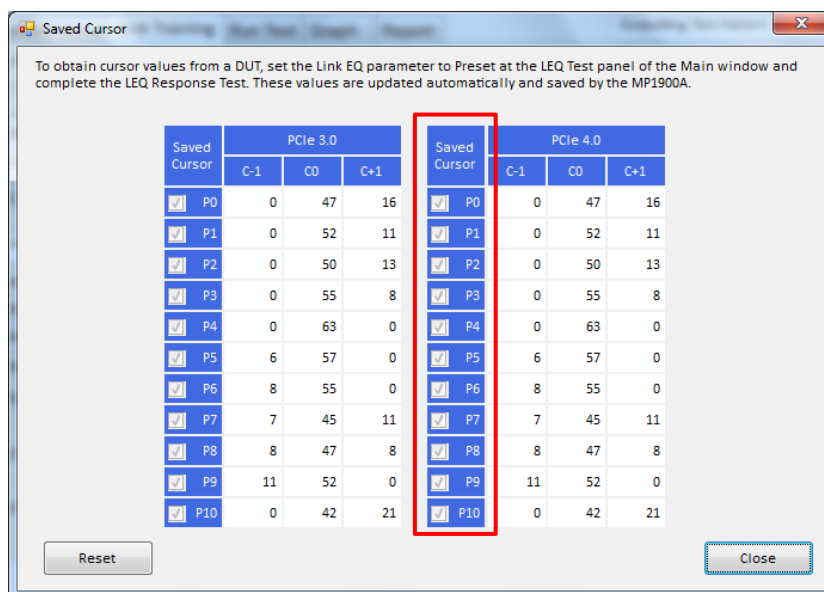 Saved Cursor
To obtain cursor values from a DUT, set the Link EQ parameter to Preset at the LEQ Test panel of the Main window and
complete the LEQ Response Test. These values are updated automatically and saved by the MP1900A.
Saved Cursor PCIe 3.0 Saved Cursor PCIe 4.0
C-1 C0 C+1 C-1 C0 C+1
P0 0 47 16 P0 0 47 16
P1 0 52 11 P1 0 52 11
P2 0 50 13 P2 0 50 13
P3 0 55 8 P3 0 55 8
P4 0 63 0 P4 0 63 0
P5 6 57 0 P5 6 57 0
P6 8 55 0 P6 8 55 0
P7 7 45 11 P7 7 45 11
P8 8 47 8 P8 8 47 8
P9 11 52 0 P9 11 52 0
P10 0 42 21 P10 0 42 21
Reset Close